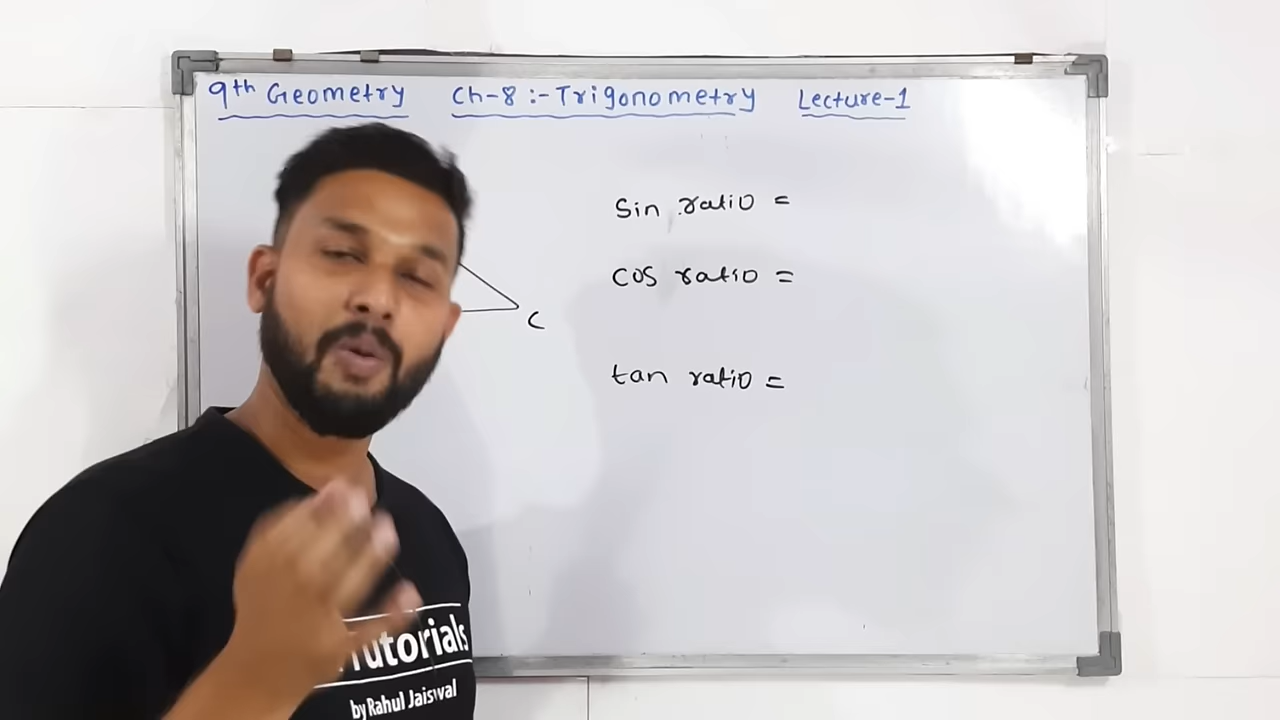 9th Geometry Ch-8 :- Trigonometry Lecture-1
Sin ratio =
cos ratio =
C
tan ratio =
Tutorials
by Rahul Jaiswal